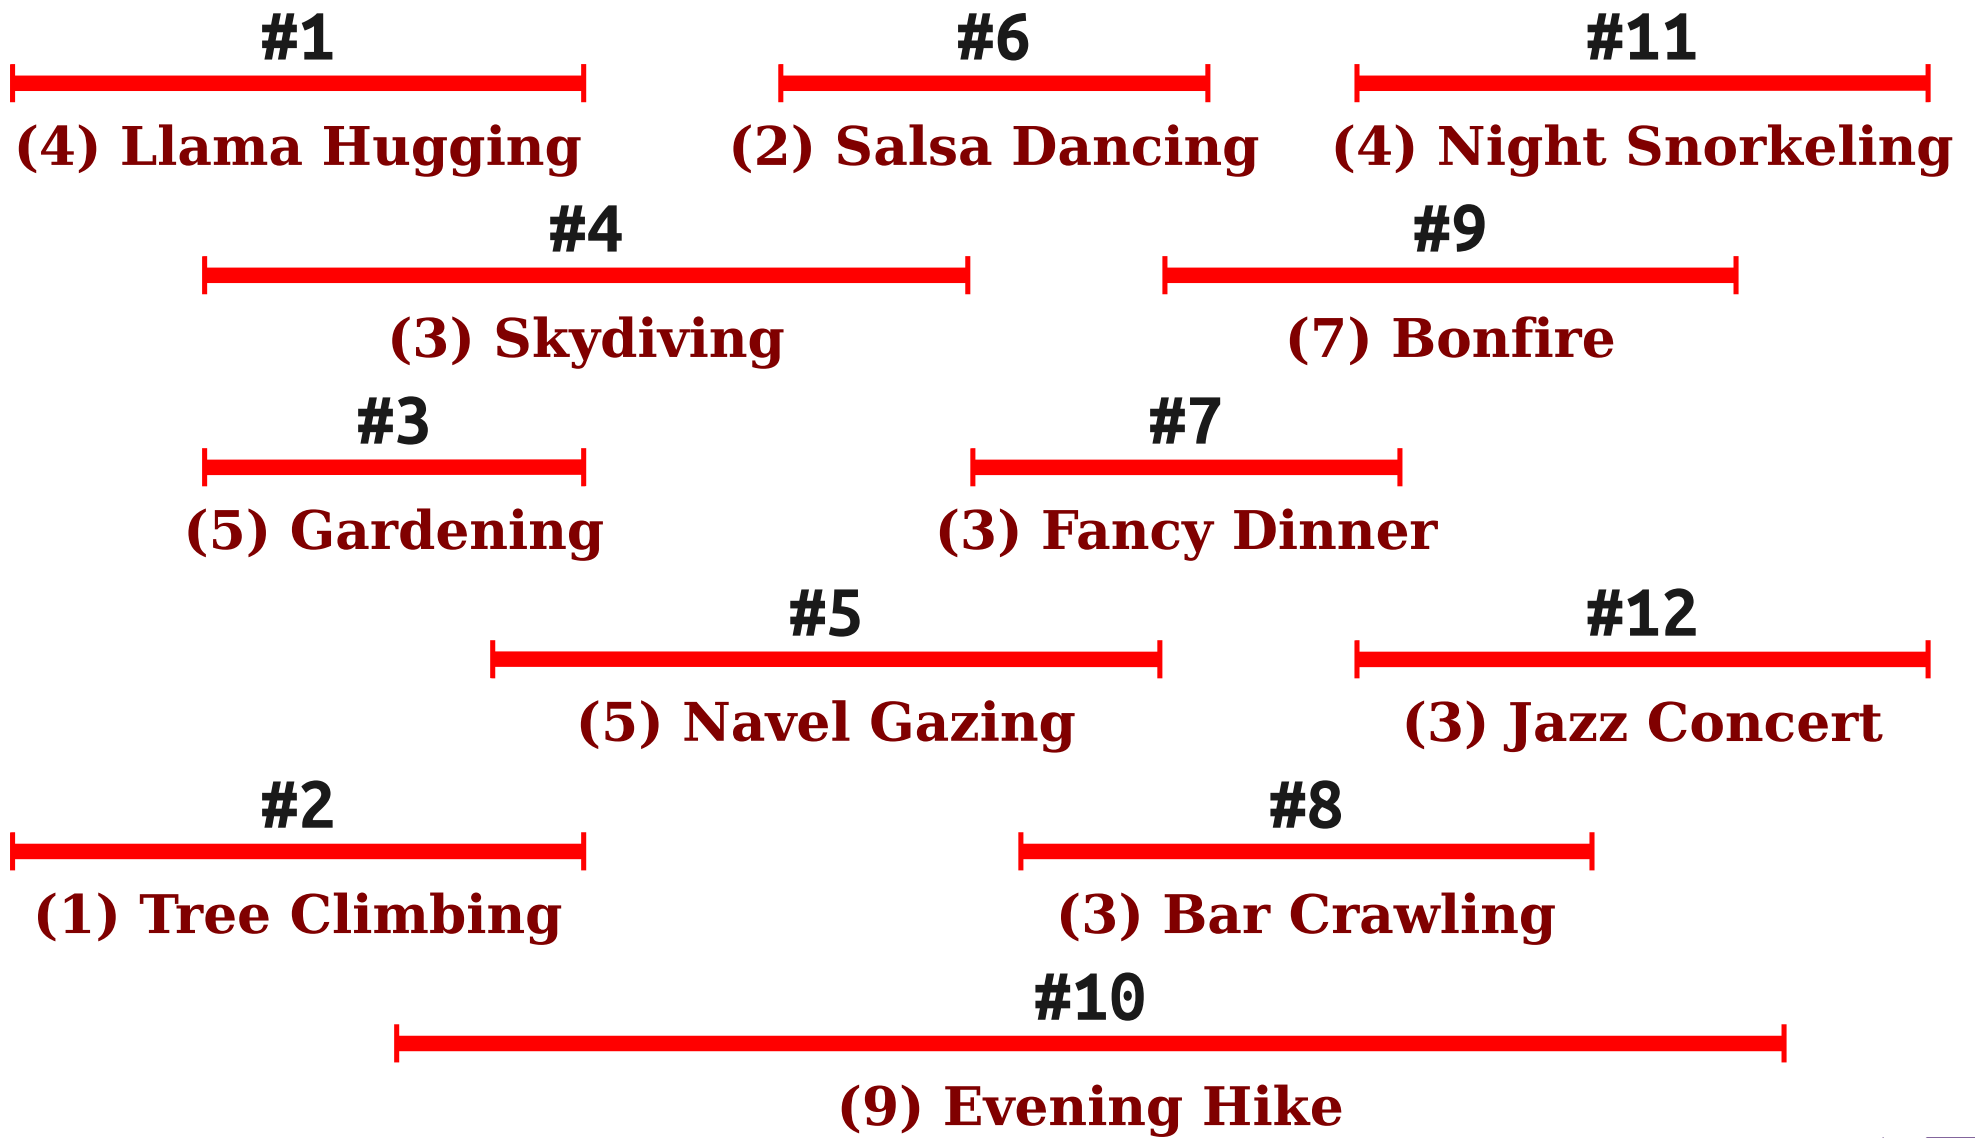 #1 #6 #11
(4) Llama Hugging (2) Salsa Dancing (4) Night Snorkeling
#4 #9
(3) Skydiving (7) Bonfire
#3 #7
(5) Gardening (3) Fancy Dinner
#5 #12
(5) Navel Gazing (3) Jazz Concert
#2 #8
(1) Tree Climbing (3) Bar Crawling
#10
(9) Evening Hike